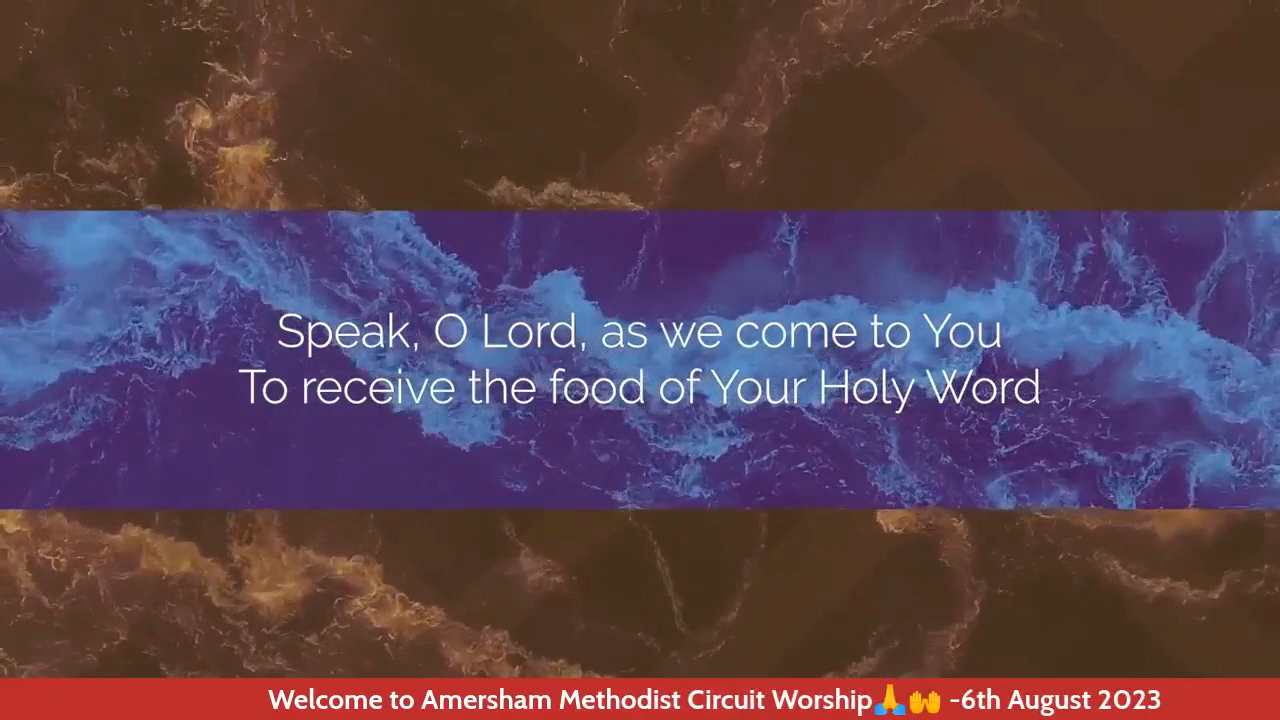 Speak, O Lord, as we come to You
To receive the food of Your Holy Word
Welcome to Amersham Methodist Circuit Worship🙏🙌 -6th August 2023